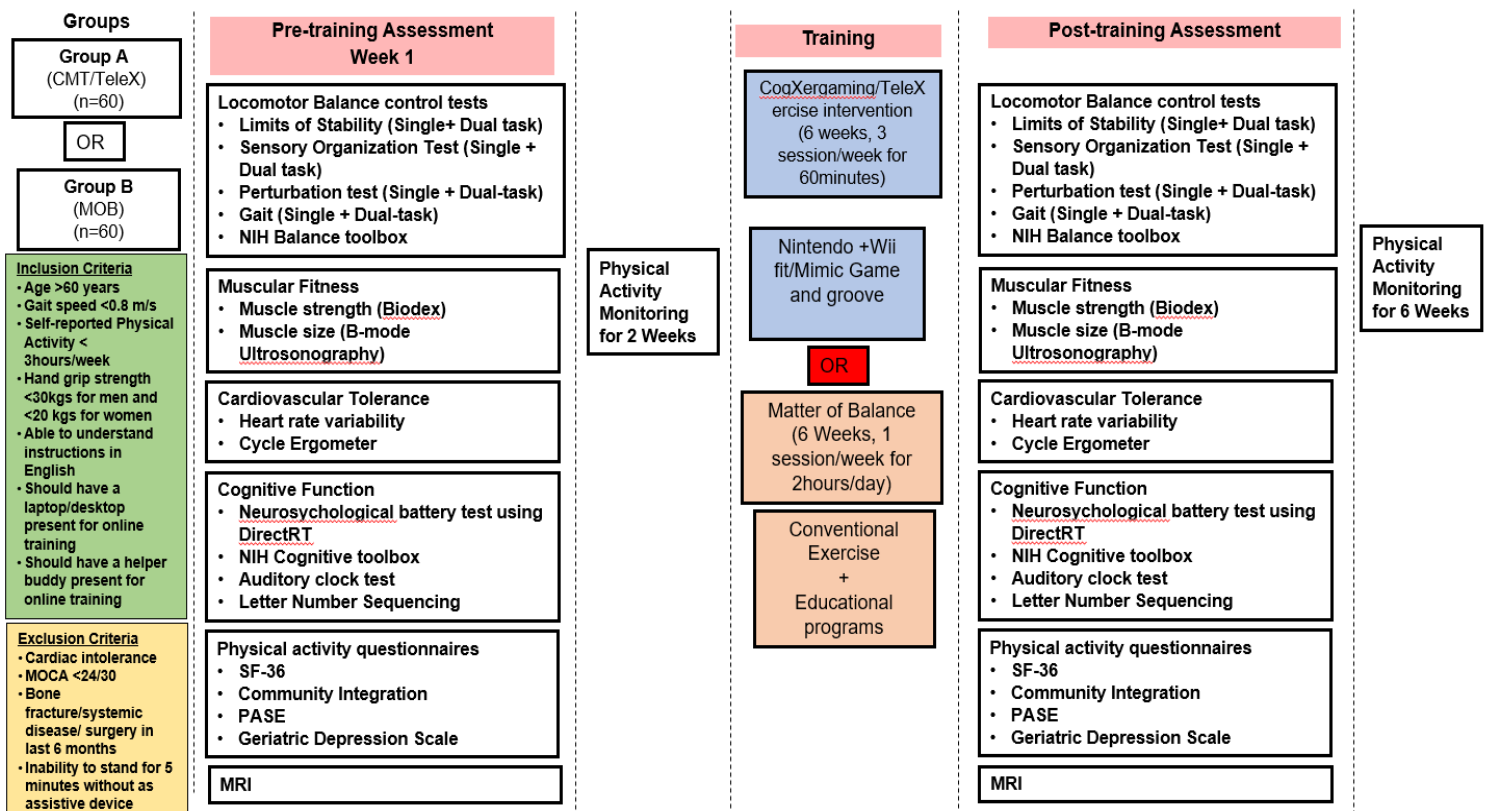 Groups
Group A
(CMT/TeleX)
(n=60)
OR
Group B
(MOB)
(n=60)
Inclusion Criteria
• Age >60 years
• Gait speed <0.8 m/s
• Self-reported Physical
Activity <
3hours/week
• Hand grip strength
<30kgs for men and
<20 kgs for women
• Able to understand
instructions in
English
• Should have a
laptop/desktop
present for online
training
• Should have a helper
buddy present for
online training
Exclusion Criteria
• Cardiac intolerance
• MOCA <24/30
• Bone
fracture/systemic
disease/ surgery in
last 6 months
• Inability to stand for 5
minutes without as
assistive device
Pre-training Assessment
Week 1
Locomotor Balance control tests
• Limits of Stability (Single+ Dual task)
• Sensory Organization Test (Single +
Dual task)
• Perturbation test (Single + Dual-task)
• Gait (Single + Dual-task)
• NIH Balance toolbox
Muscular Fitness
• Muscle strength (Biodex)
• Muscle size (B-mode
Ultrosonography)
Cardiovascular Tolerance
• Heart rate variability
• Cycle Ergometer
Cognitive Function
• Neurosychological battery test using
DirectRT
• NIH Cognitive toolbox
• Auditory clock test
• Letter Number Sequencing
Physical activity questionnaires
• SF-36
• Community Integration
• PASE
• Geriatric Depression Scale
MRI
Physical
Activity
Monitoring
for 2 Weeks
Training
CogXergaming/TeleX
ercise intervention
(6 weeks, 3
session/week for
60minutes)
Nintendo +Wii
fit/Mimic Game
and groove
OR
Matter of Balance
(6 Weeks, 1
session/week for
2hours/day)
Conventional
Exercise
+
Educational
programs
Post-training Assessment
Locomotor Balance control tests
• Limits of Stability (Single+ Dual task)
• Sensory Organization Test (Single +
Dual task)
• Perturbation test (Single + Dual-task)
• Gait (Single + Dual-task)
• NIH Balance toolbox
Muscular Fitness
• Muscle strength (Biodex)
• Muscle size (B-mode
Ultrosonography)
Cardiovascular Tolerance
• Heart rate variability
• Cycle Ergometer
Cognitive Function
• Neurosychological battery test using
DirectRT
• NIH Cognitive toolbox
• Auditory clock test
• Letter Number Sequencing
Physical activity questionnaires
• SF-36
• Community Integration
• PASE
• Geriatric Depression Scale
MRI
Physical
Activity
Monitoring
for 6 Weeks